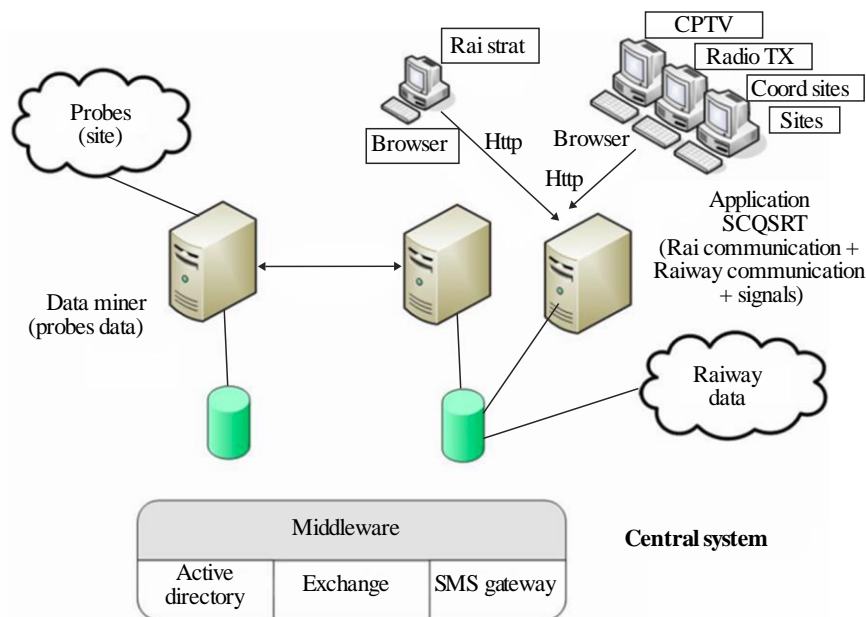 CPTV
Rai strat
Radio TX
Coord sites
Probes
(site)
Sites
Browser
Http
Browser
Http
Application
SCQSRT
(Rai communication +
Raiway communication
+ signals)
Data miner
(probes data)
Raiway
data
Middleware
Central system
Active
directory
Exchange
SMS gateway